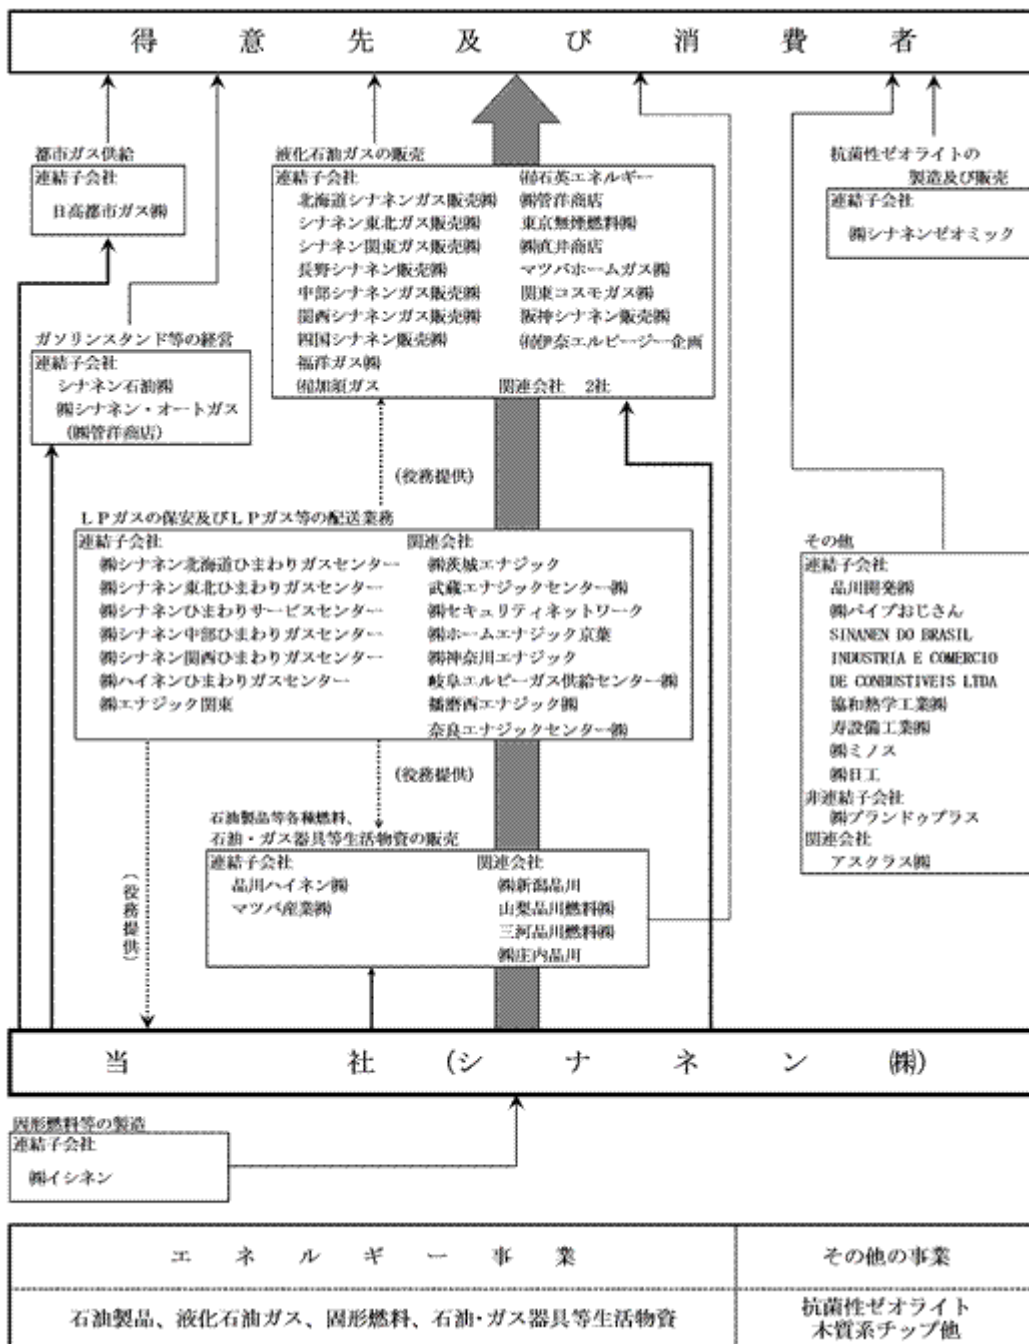 得意先及び消費者
都市ガス供給
連結子会社
日高都市ガス㈱
ガソリンスタンド等の経営
連結子会社
シナネン石油㈱
㈱シナネン・オートガス
(㈱管洋商店)
液化石油ガスの販売
連結子会社
北海道シナネンガス販売㈱
シナネン東北ガス販売㈱
シナネン関東ガス販売㈱
長野シナネン販売㈱
中部シナネンガス販売㈱
関西シナネンガス販売㈱
四国シナネン販売㈱
福洋ガス㈱
㈲加須ガス
㈲石英エネルギー
㈱管洋商店
東京無煙燃料㈱
㈱直井商店
マツバホームガス㈱
関東コスモガス㈱
阪神シナネン販売㈱
㈲伊奈エルピージー企画
関連会社 2社
抗菌性ゼオライトの
製造及び販売
連結子会社
㈱シナネンゼオミック
(役務提供)
LPガスの保安及びLPガス等の配送業務
連結子会社
㈱シナネン北海道ひまわりガスセンター
㈱シナネン東北ひまわりガスセンター
㈱シナネンひまわりサービスセンター
㈱シナネン中部ひまわりガスセンター
㈱シナネン関西ひまわりガスセンター
㈱ハイネンひまわりガスセンター
㈱エナジック関東
関連会社
㈱茨城エナジック
武蔵エナジックセンター㈱
㈱セキュリティネットワーク
㈱ホームエナジック京葉
㈱神奈川エナジック
岐阜エルピーガス供給センター㈱
播磨西エナジック㈱
奈良エナジックセンター㈱
その他
連結子会社
品川開発㈱
㈱パイプおじさん
SINANEN DO BRASIL
INDUSTRIA E COMERCIO
DE CONBUSTIVEIS LTDA
協和熱学工業㈱
寿設備工業㈱
㈱ミノス
㈱日工
非連結子会社
㈱プランドゥプラス
関連会社
アスクラス㈱
(役務提供)
(役務提供)
石油製品等各種燃料、
石油・ガス器具等生活物資の販売
連結子会社
品川ハイネン㈱
マツバ産業㈱
関連会社
㈱新潟品川
山梨品川燃料㈱
三河品川燃料㈱
㈱庄内品川
当社(シナネン㈱)
固形燃料等の製造
連結子会社
㈱イシネン
エネルギー事業
その他の事業
石油製品、液化石油ガス、固形燃料、石油・ガス器具等生活物資
抗菌性ゼオライト
木質系チップ他